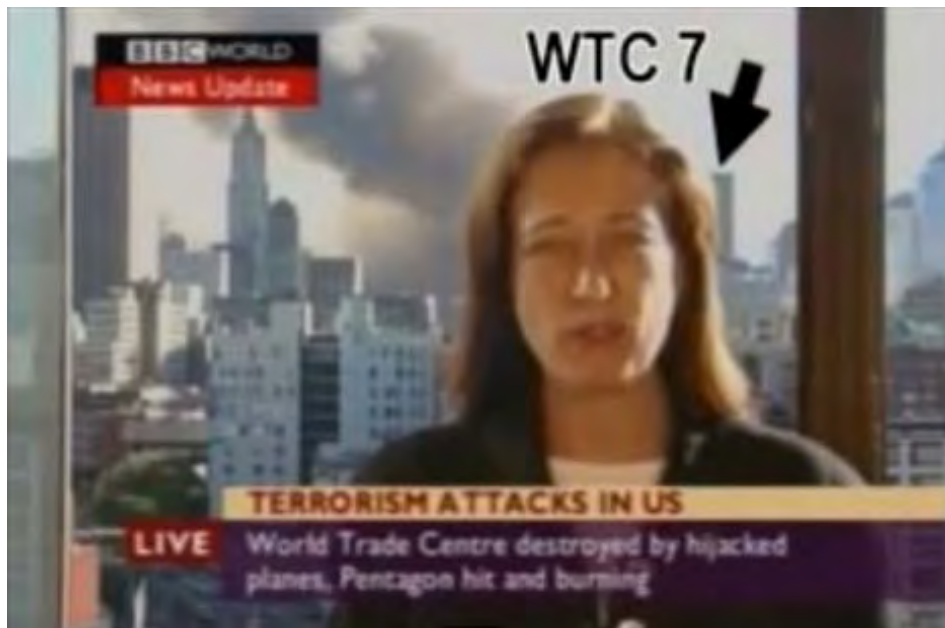 BBC WORLD
News Update
WTC 7
TERRORISM ATTACKS IN US
LIVE
World Trade Centre destroyed by hijacked
planes, Pentagon hit and burning